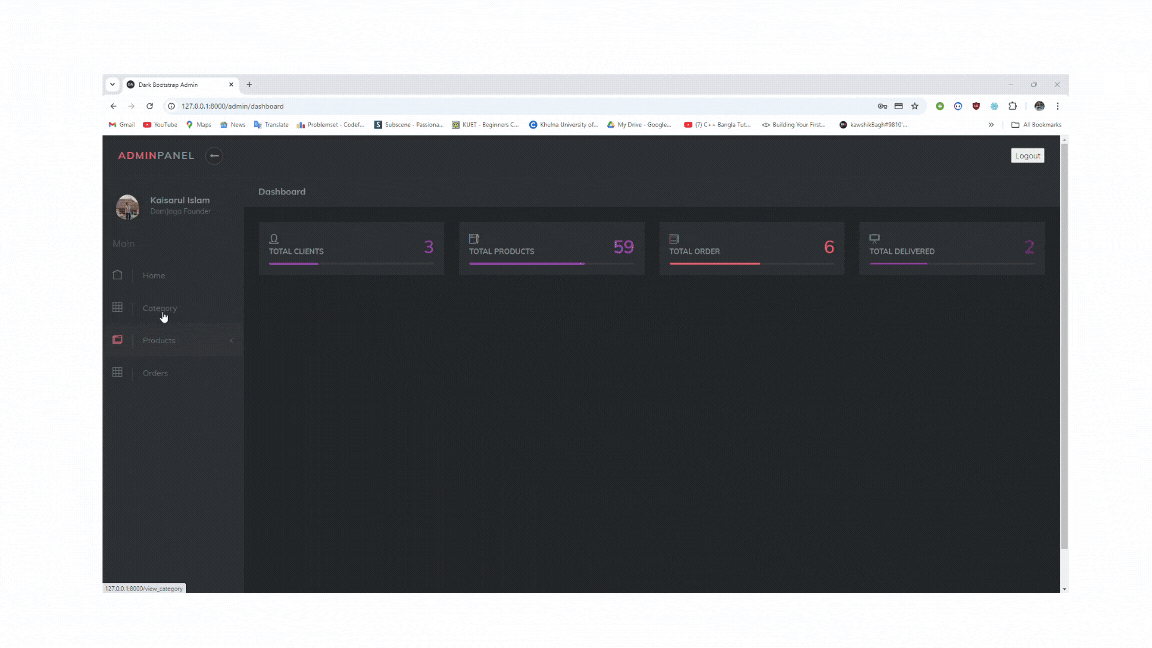 Dark Bootstrap Admin
127.0.0.1:8000/admin/dashboard
Gmail YouTube Maps News Translate Problemset - Codef... Subscene - Passiona... KUET - Beginners C... Khulna University of... My Drive - Google... (7) C++ Bangla Tut... Building Your First... kawshikBagh#9810'... » All Bookmarks
ADMINPANEL
Logout
Kaisarul Islam
Domjaga Founder
Dashboard
Main
TOTAL CLIENTS 3
TOTAL PRODUCTS 59
TOTAL ORDER 6
TOTAL DELIVERED 2
Home
Category
Products
Orders
127.0.0.1:8000/view_category